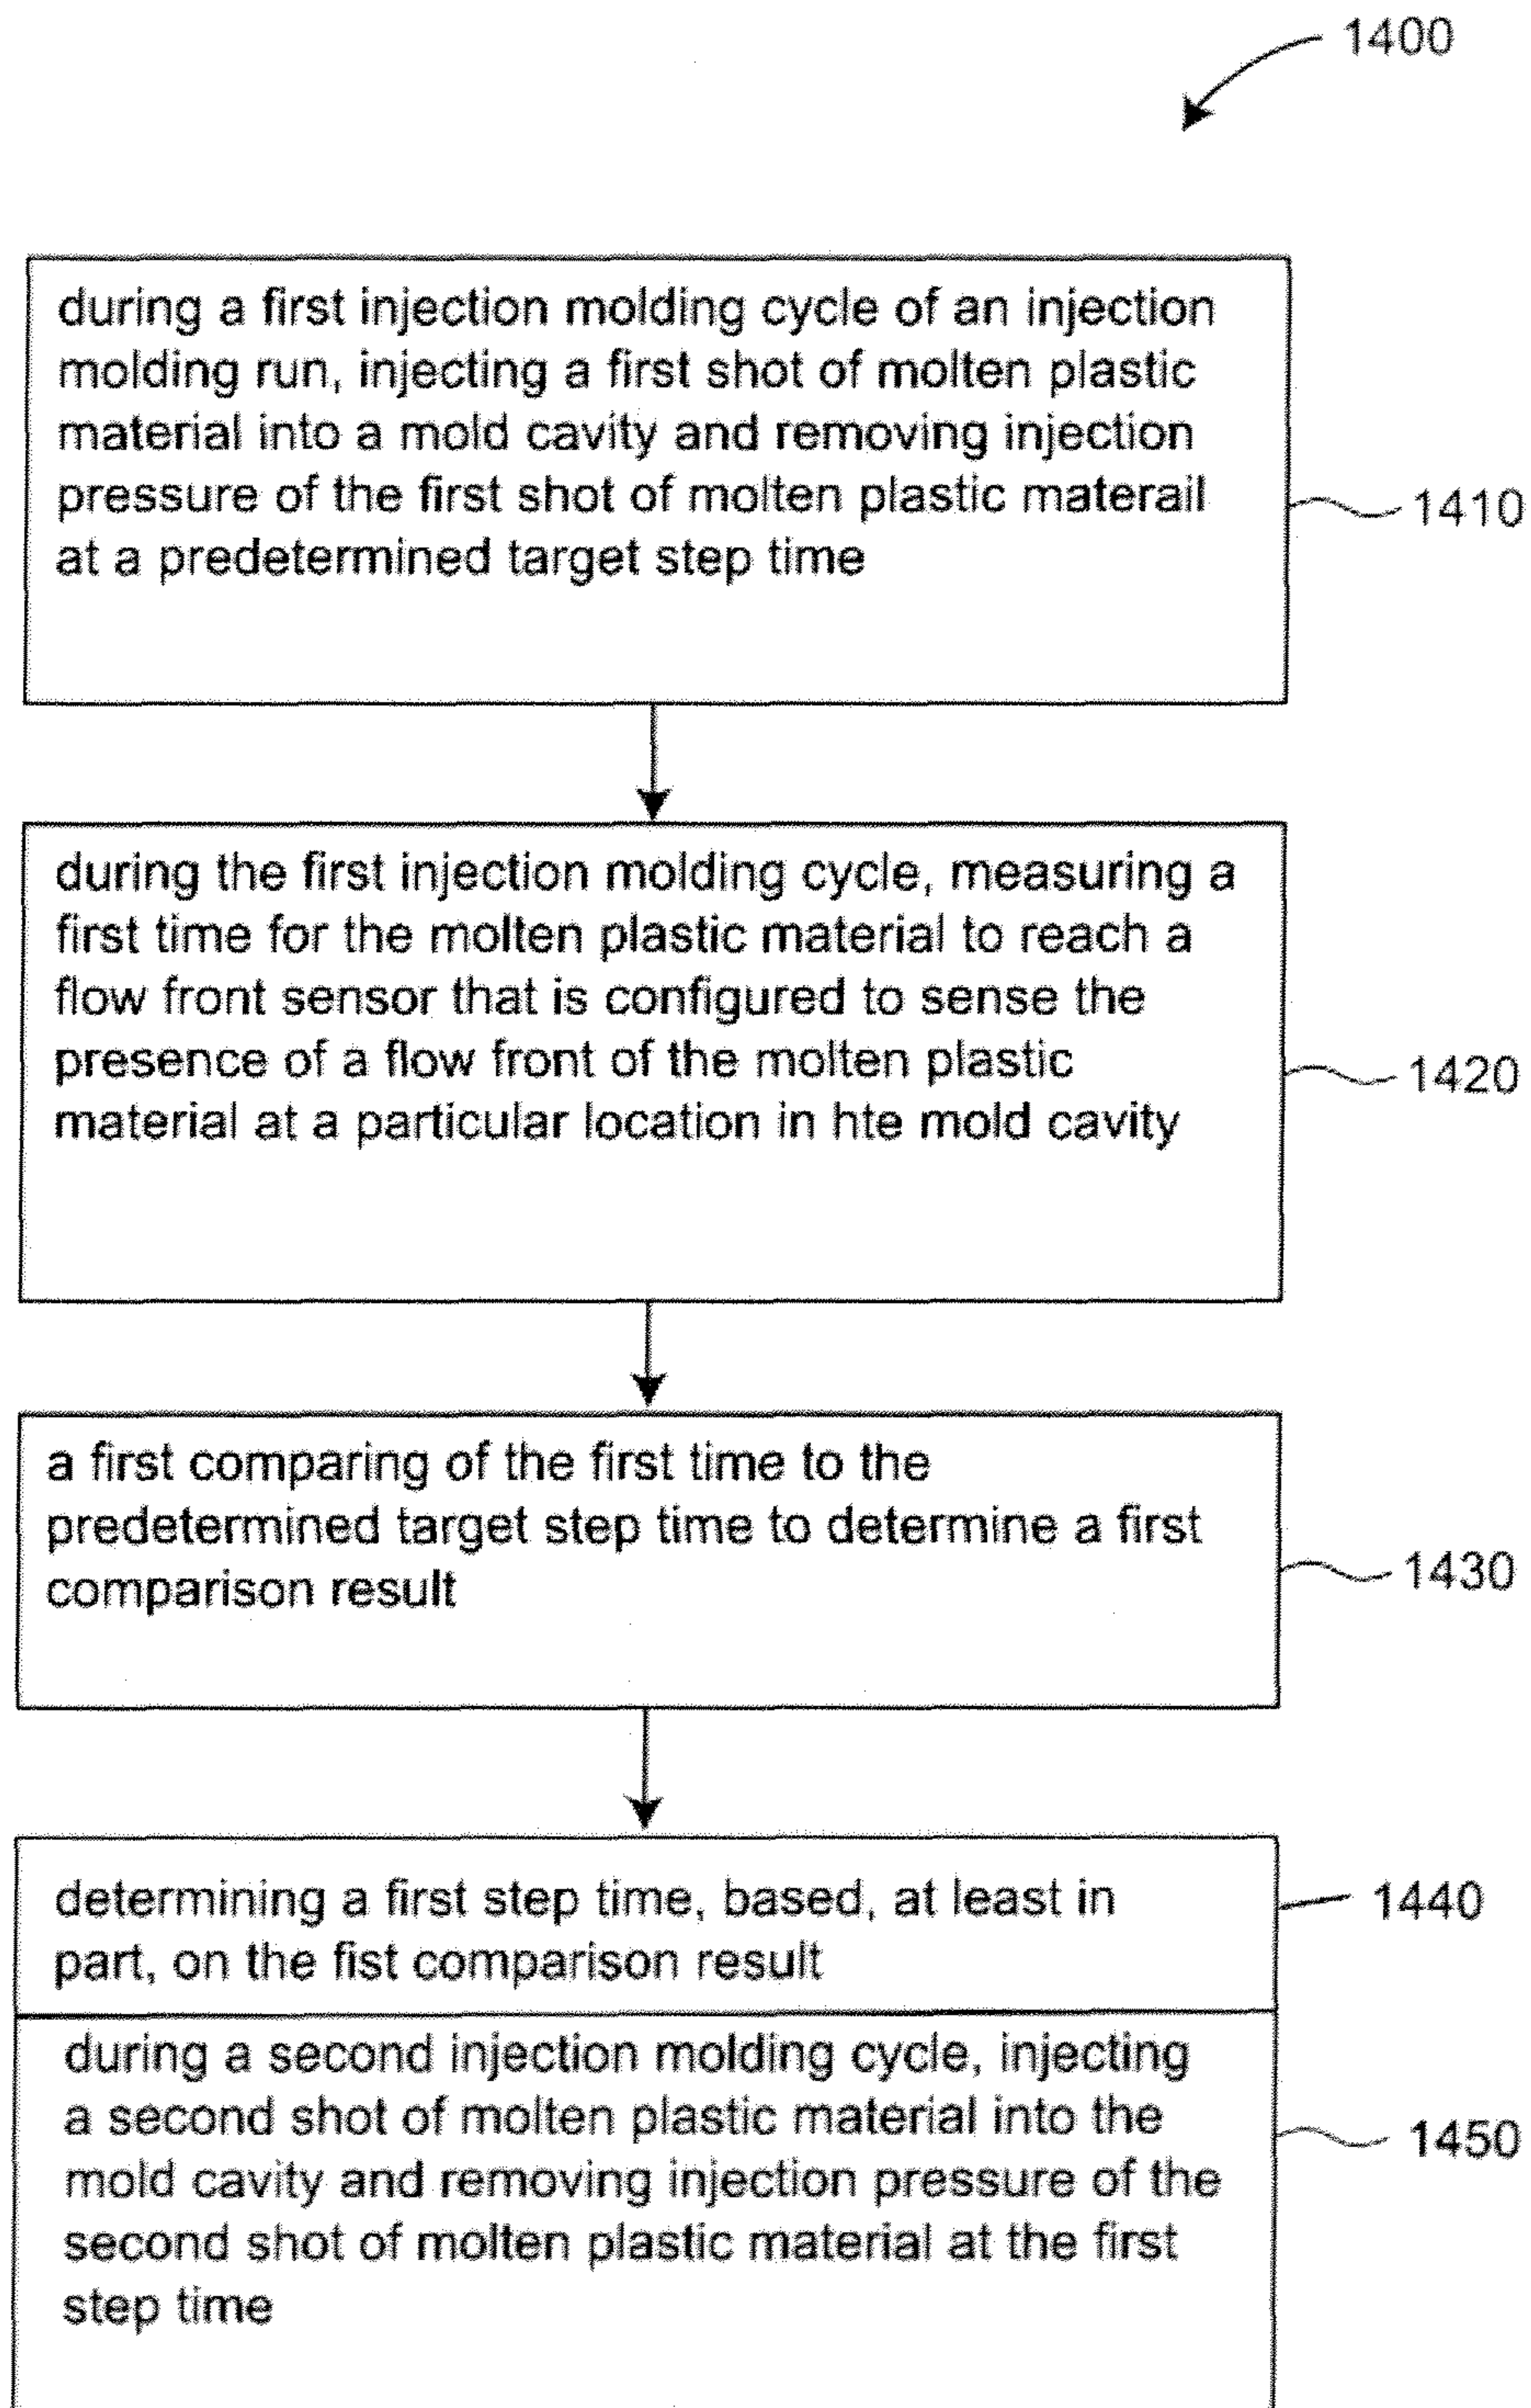 1400
during a first injection molding cycle of an injection
molding run, injecting a first shot of molten plastic
material into a mold cavity and removing injection
pressure of the first shot of molten plastic materail
at a predetermined target step time
1410
during the first injection molding cycle, measuring a
first time for the molten plastic material to reach a
flow front sensor that is configured to sense the
presence of a flow front of the molten plastic
material at a particular location in hte mold cavity
1420
a first comparing of the first time to the
predetermined target step time to determine a first
comparison result
1430
determining a first step time, based, at least in
part, on the fist comparison result
1440
during a second injection molding cycle, injecting
a second shot of molten plastic material into the
mold cavity and removing injection pressure of the
second shot of molten plastic material at the first
step time
1450